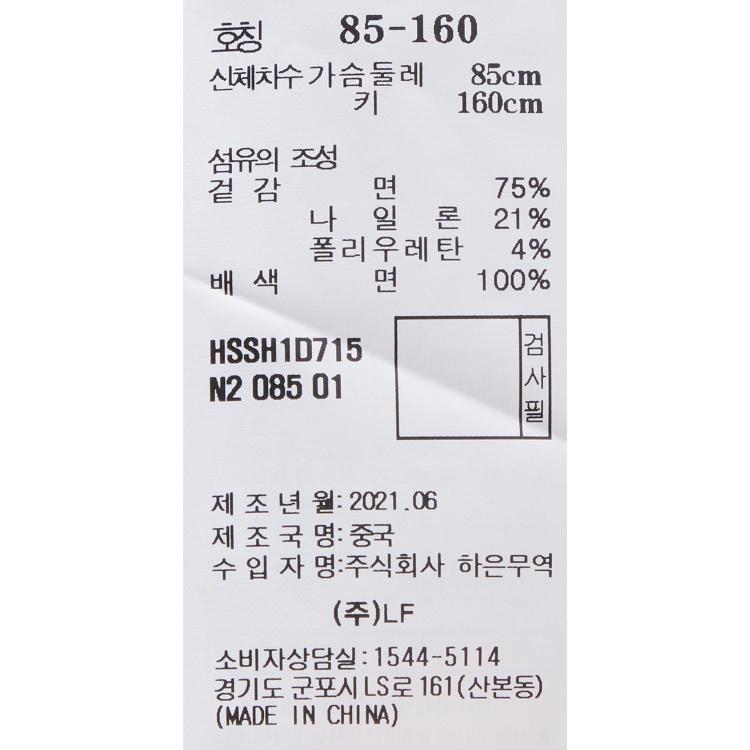 호칭 85-160
신체치수 가슴둘레 85cm
키 160cm
섬유의 조성
겉감 면 75%
나일론 21%
폴리우레탄 4%
배색 면 100%
HSSH1D715
N2 085 01
검사필
제조년월: 2021.06
제조국명: 중국
수입자명:주식회사 하은무역
(주)LF
소비자상담실:1544-5114
경기도 군포시 LS로 161(산본동)
(MADE IN CHINA)